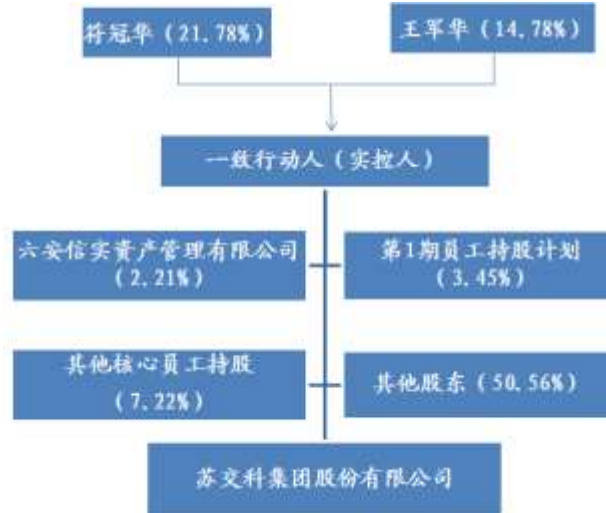 符冠华（21.78%）
王军华（14.78%）
一致行动人（实控人）
六安信实资产管理有限公司
（2.21%）
第1期员工持股计划
（3.45%）
其他核心员工持股
（7.22%）
其他股东（50.56%）
苏交科集团股份有限公司